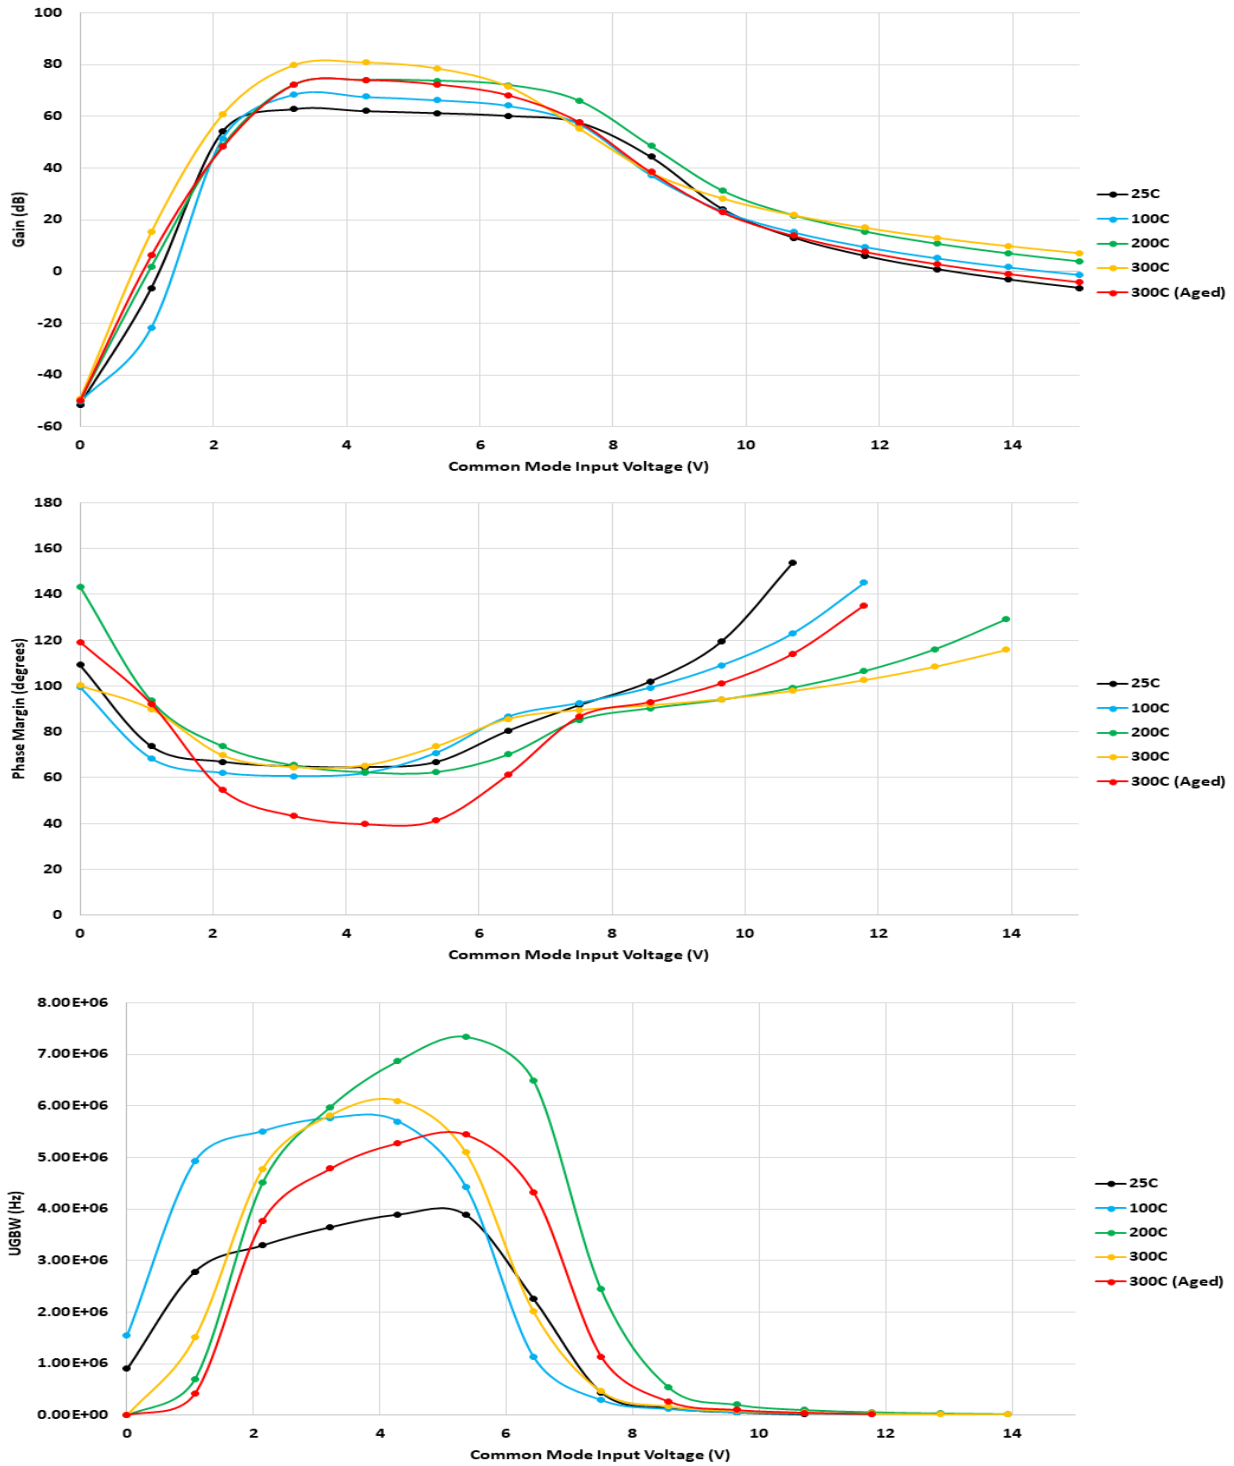 100
80
60
40
20
0
-20
-40
-60
Gain (dB)
0 2 4 6 8 10 12 14
Common Mode Input Voltage (V)
25C
100C
200C
300C
300C (Aged)
180
160
140
120
100
80
60
40
20
0
Phase Margin (degrees)
0 2 4 6 8 10 12 14
Common Mode Input Voltage (V)
25C
100C
200C
300C
300C (Aged)
8.00E+06
7.00E+06
6.00E+06
5.00E+06
4.00E+06
3.00E+06
2.00E+06
1.00E+06
0.00E+00
UGBW (Hz)
0 2 4 6 8 10 12 14
Common Mode Input Voltage (V)
25C
100C
200C
300C
300C (Aged)